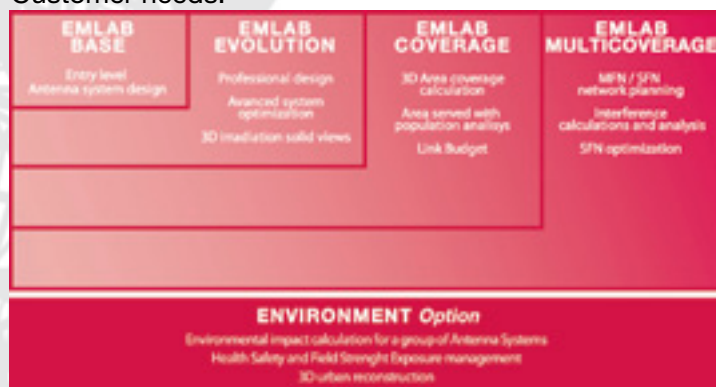 Customer needs.
EMLAB
BASE
Entry level
Antenna system design
EMLAB
EVOLUTION
Professional design
Avanced system
optimization
3D irradiation solid views
EMLAB
COVERAGE
3D Area coverage
calculation
Area served with
population analisys
Link Budget
EMLAB
MULTICOVERAGE
MFN / SFN
network planning
Interference
calculations and analysis
SFN optimization
ENVIRONMENT Option
Environmental impact calculation for a group of Antenna Systems
Health Safety and Field Strenght Exposure management
3D urban reconstruction